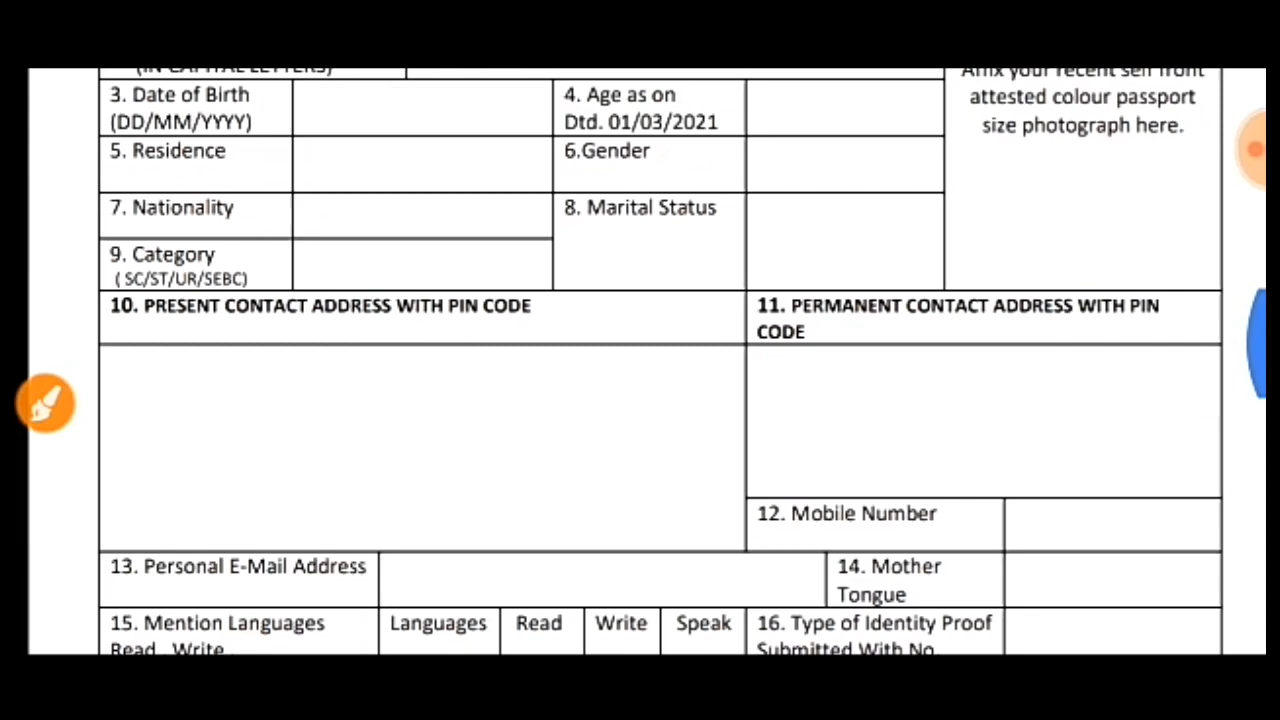 (IN CAPITAL LETTERS)
Affix your recent self front
attested colour passport
size photograph here.
3. Date of Birth
(DD/MM/YYYY)
4. Age as on
Dtd. 01/03/2021
5. Residence
6.Gender
7. Nationality
8. Marital Status
9. Category
( SC/ST/UR/SEBC)
10. PRESENT CONTACT ADDRESS WITH PIN CODE
11. PERMANENT CONTACT ADDRESS WITH PIN
CODE
12. Mobile Number
13. Personal E-Mail Address
14. Mother
Tongue
15. Mention Languages
Read , Write
Languages
Read
Write
Speak
16. Type of Identity Proof
Submitted With No